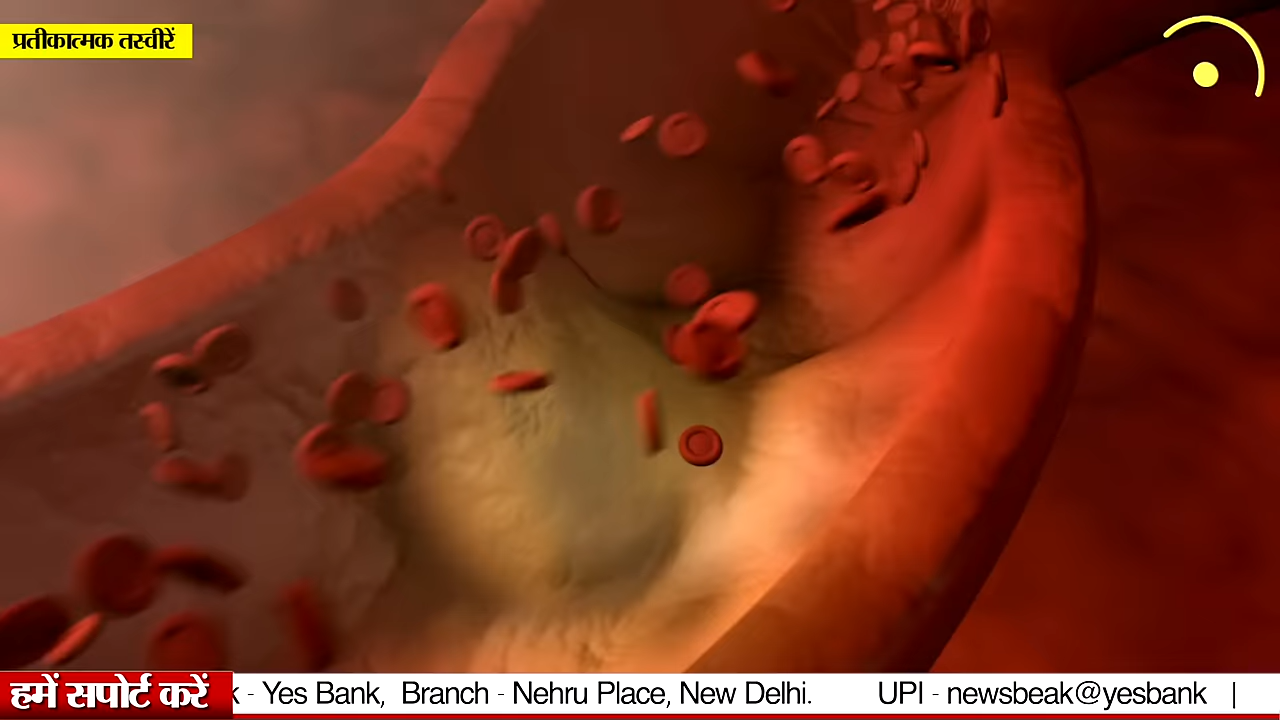 प्रतीकात्मक तस्वीरें
हमें सपोर्ट करें - Yes Bank, Branch - Nehru Place, New Delhi. UPI - newsbeak@yesbank |